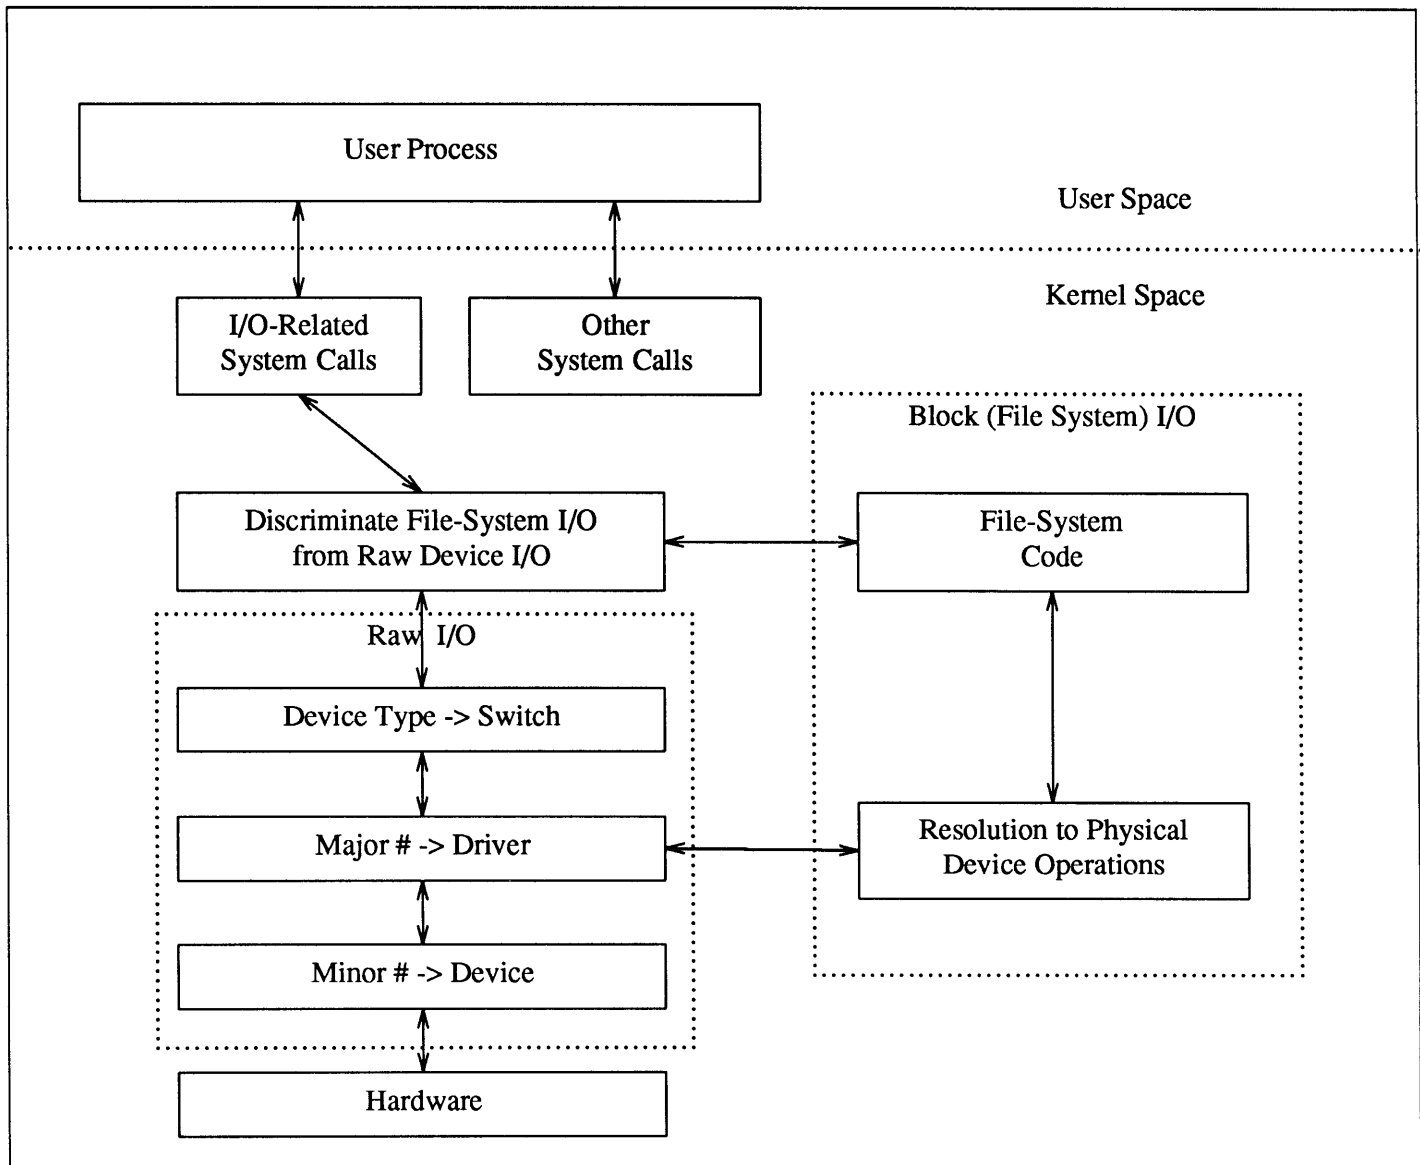 User Process
User Space
Kernel Space
I/O-Related
System Calls
Other
System Calls
Block (File System) I/O
Discriminate File-System I/O
from Raw Device I/O
File-System
Code
Raw I/O
Device Type -> Switch
Major # -> Driver
Resolution to Physical
Device Operations
Minor # -> Device
Hardware